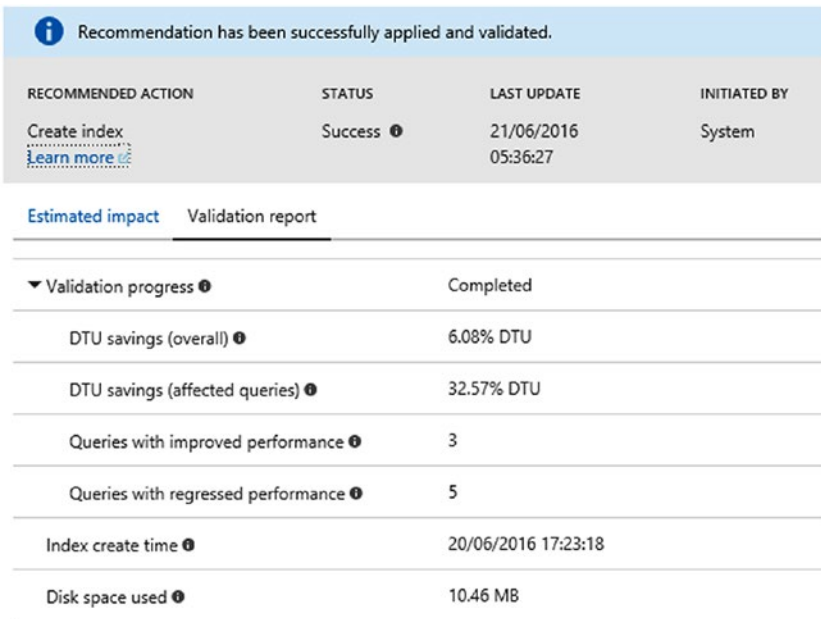 Recommendation has been successfully applied and validated.
RECOMMENDED ACTION STATUS LAST UPDATE INITIATED BY
Create index Success 21/06/2016 System
Learn more 05:36:27
Estimated impact Validation report
Validation progress Completed
DTU savings (overall) 6.08% DTU
DTU savings (affected queries) 32.57% DTU
Queries with improved performance 3
Queries with regressed performance 5
Index create time 20/06/2016 17:23:18
Disk space used 10.46 MB